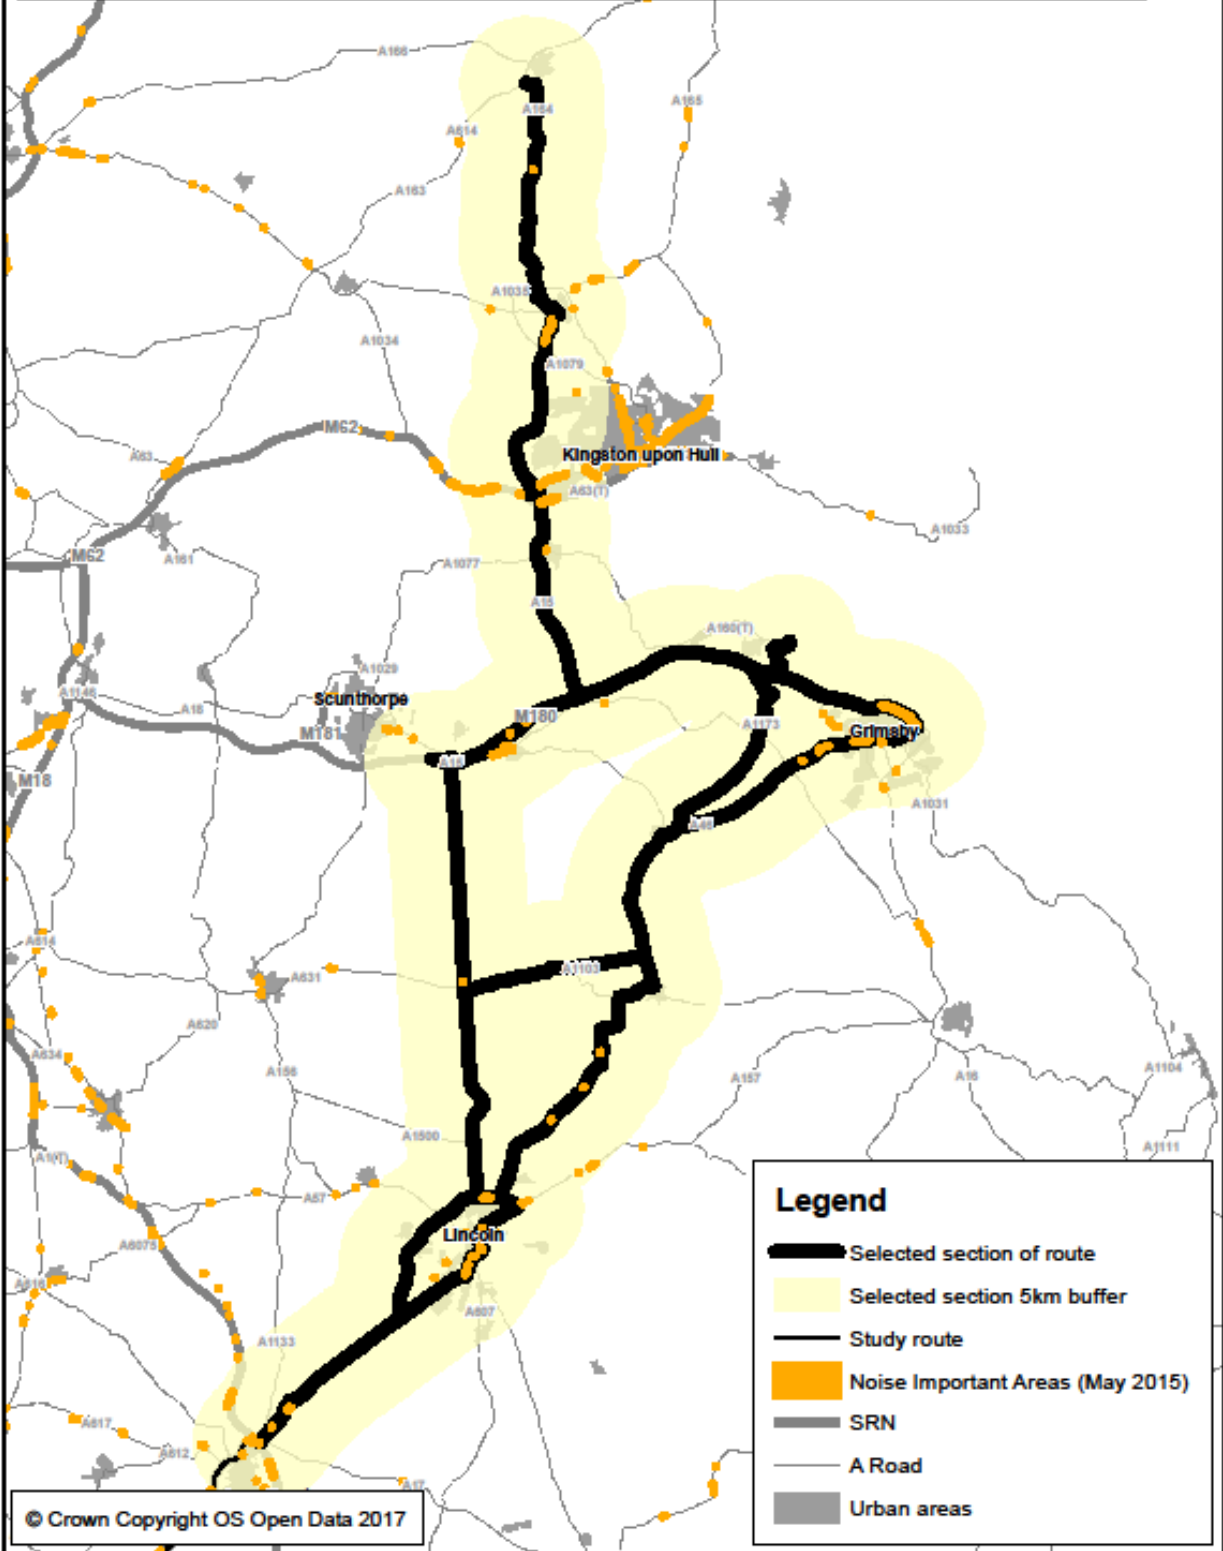 A166
A164
A165
A614
A163
A1035
A1034
A1079
M62
A63
Kingston upon Hull
A63(T)
A1033
M62
A161
A1077
A15
A160(T)
A1029
A1146
Scunthorpe
A18
M180
M181
A1173
Grimsby
A15
M18
A1031
A46
A614
A631
A1103
A620
A634
A156
A157
A16
A1104
A1500
A1111
A1(T)
A57
Lincoln
A6075
A616
A607
A1133
A617
A612
A17
Legend
Selected section of route
Selected section 5km buffer
Study route
Noise Important Areas (May 2015)
SRN
A Road
Urban areas
© Crown Copyright OS Open Data 2017